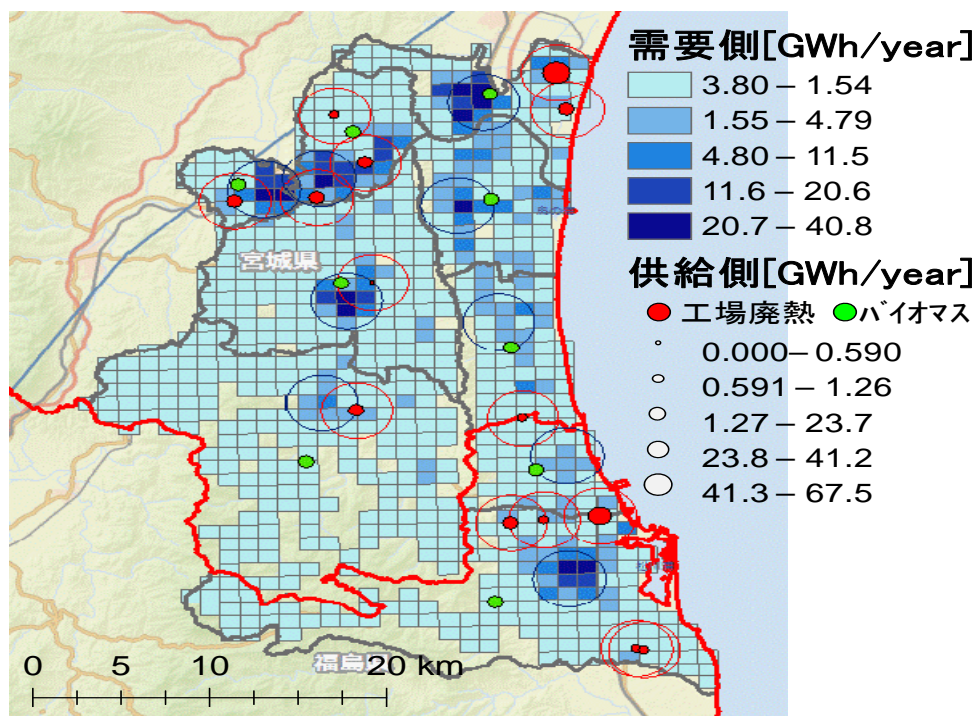 需要側[GWh/year]
3.80 – 1.54
1.55 – 4.79
4.80 – 11.5
11.6 – 20.6
20.7 – 40.8
供給側[GWh/year]
工場廃熱 バイオマス
0.000– 0.590
0.591 – 1.26
1.27 – 23.7
23.8 – 41.2
41.3 – 67.5
宮城県
福島
0 5 10 20 km